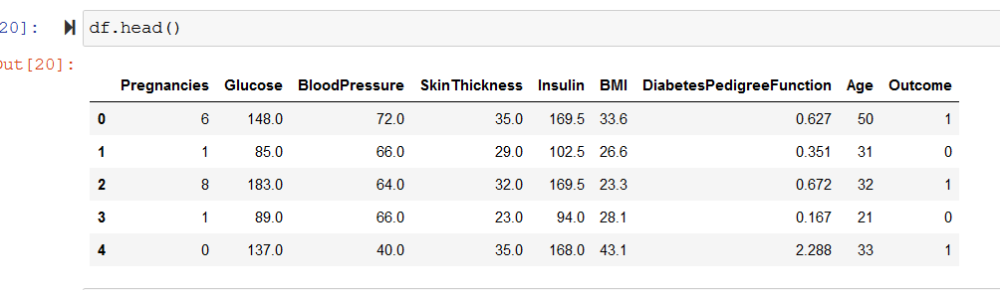 20]: df.head()
Out[20]:
Pregnancies Glucose BloodPressure SkinThickness Insulin BMI DiabetesPedigreeFunction Age Outcome
0 6 148.0 72.0 35.0 169.5 33.6 0.627 50 1
1 1 85.0 66.0 29.0 102.5 26.6 0.351 31 0
2 8 183.0 64.0 32.0 169.5 23.3 0.672 32 1
3 1 89.0 66.0 23.0 94.0 28.1 0.167 21 0
4 0 137.0 40.0 35.0 168.0 43.1 2.288 33 1